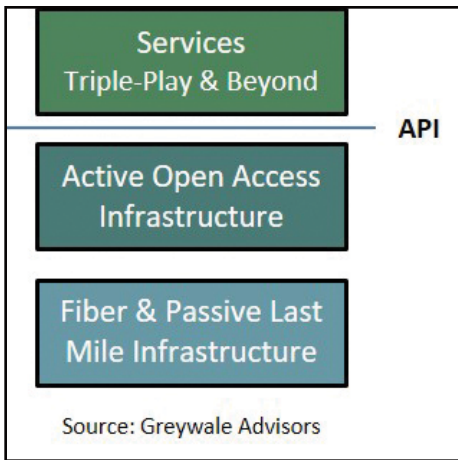 Services
Triple-Play & Beyond
API
Active Open Access
Infrastructure
Fiber & Passive Last
Mile Infrastructure
Source: Greywale Advisors